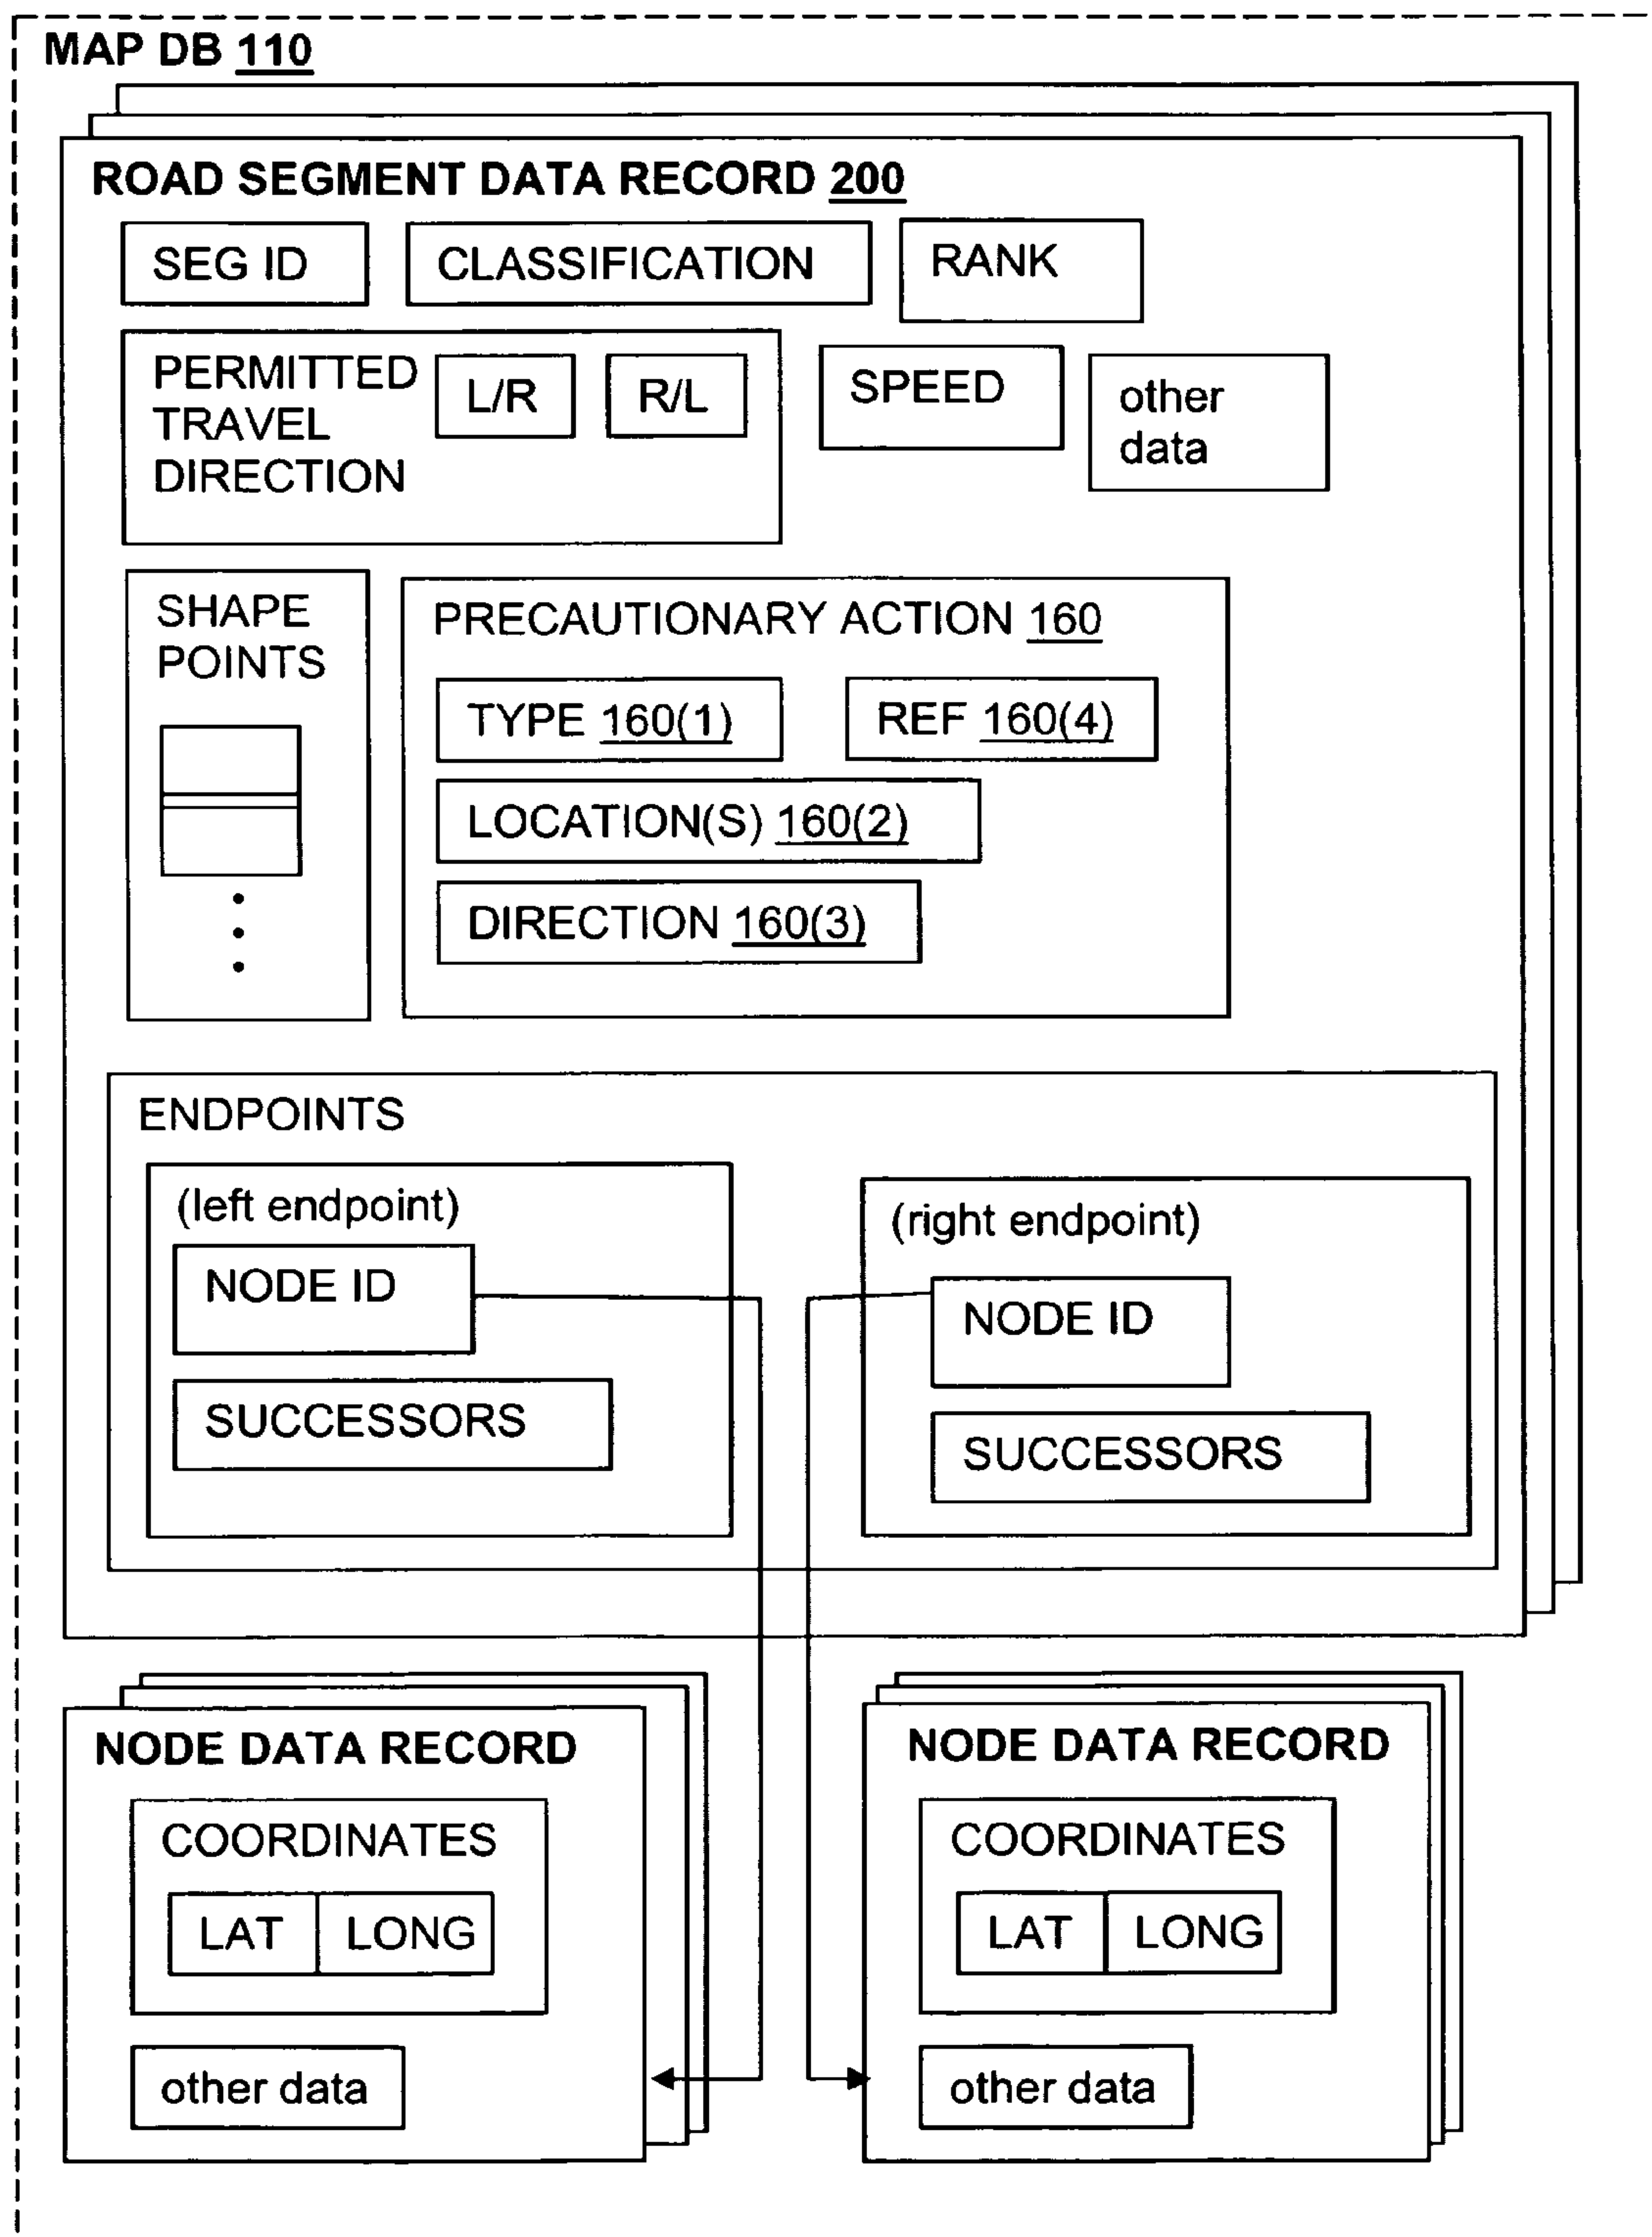 MAP DB 110
ROAD SEGMENT DATA RECORD 200
SEG ID
CLASSIFICATION
RANK
PERMITTED
TRAVEL
DIRECTION
L/R
R/L
SPEED
other
data
SHAPE
POINTS
PRECAUTIONARY ACTION 160
TYPE 160(1)
REF 160(4)
LOCATION(S) 160(2)
DIRECTION 160(3)
ENDPOINTS
(left endpoint)
NODE ID
SUCCESSORS
(right endpoint)
NODE ID
SUCCESSORS
NODE DATA RECORD
COORDINATES
LAT
LONG
other data
NODE DATA RECORD
COORDINATES
LAT
LONG
other data